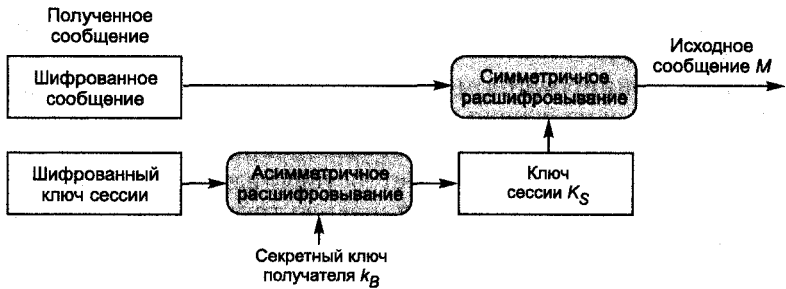 Полученное
сообщение
Шифрованное
сообщение
Симметричное
расшифровывание
Исходное
сообщение M
Шифрованный
ключ сессии
Асимметричное
расшифровывание
Ключ
сессии K_S
Секретный ключ
получателя k_B